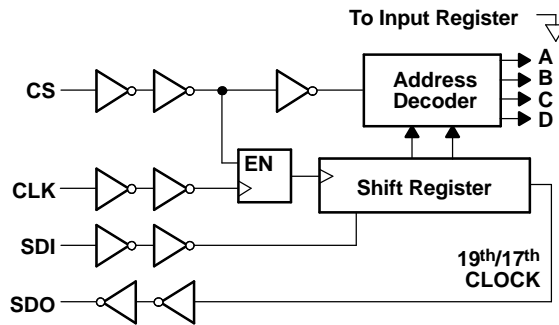 To Input Register
CS
Address
Decoder
A
B
C
D
EN
CLK
Shift Register
SDI
19th/17th
CLOCK
SDO